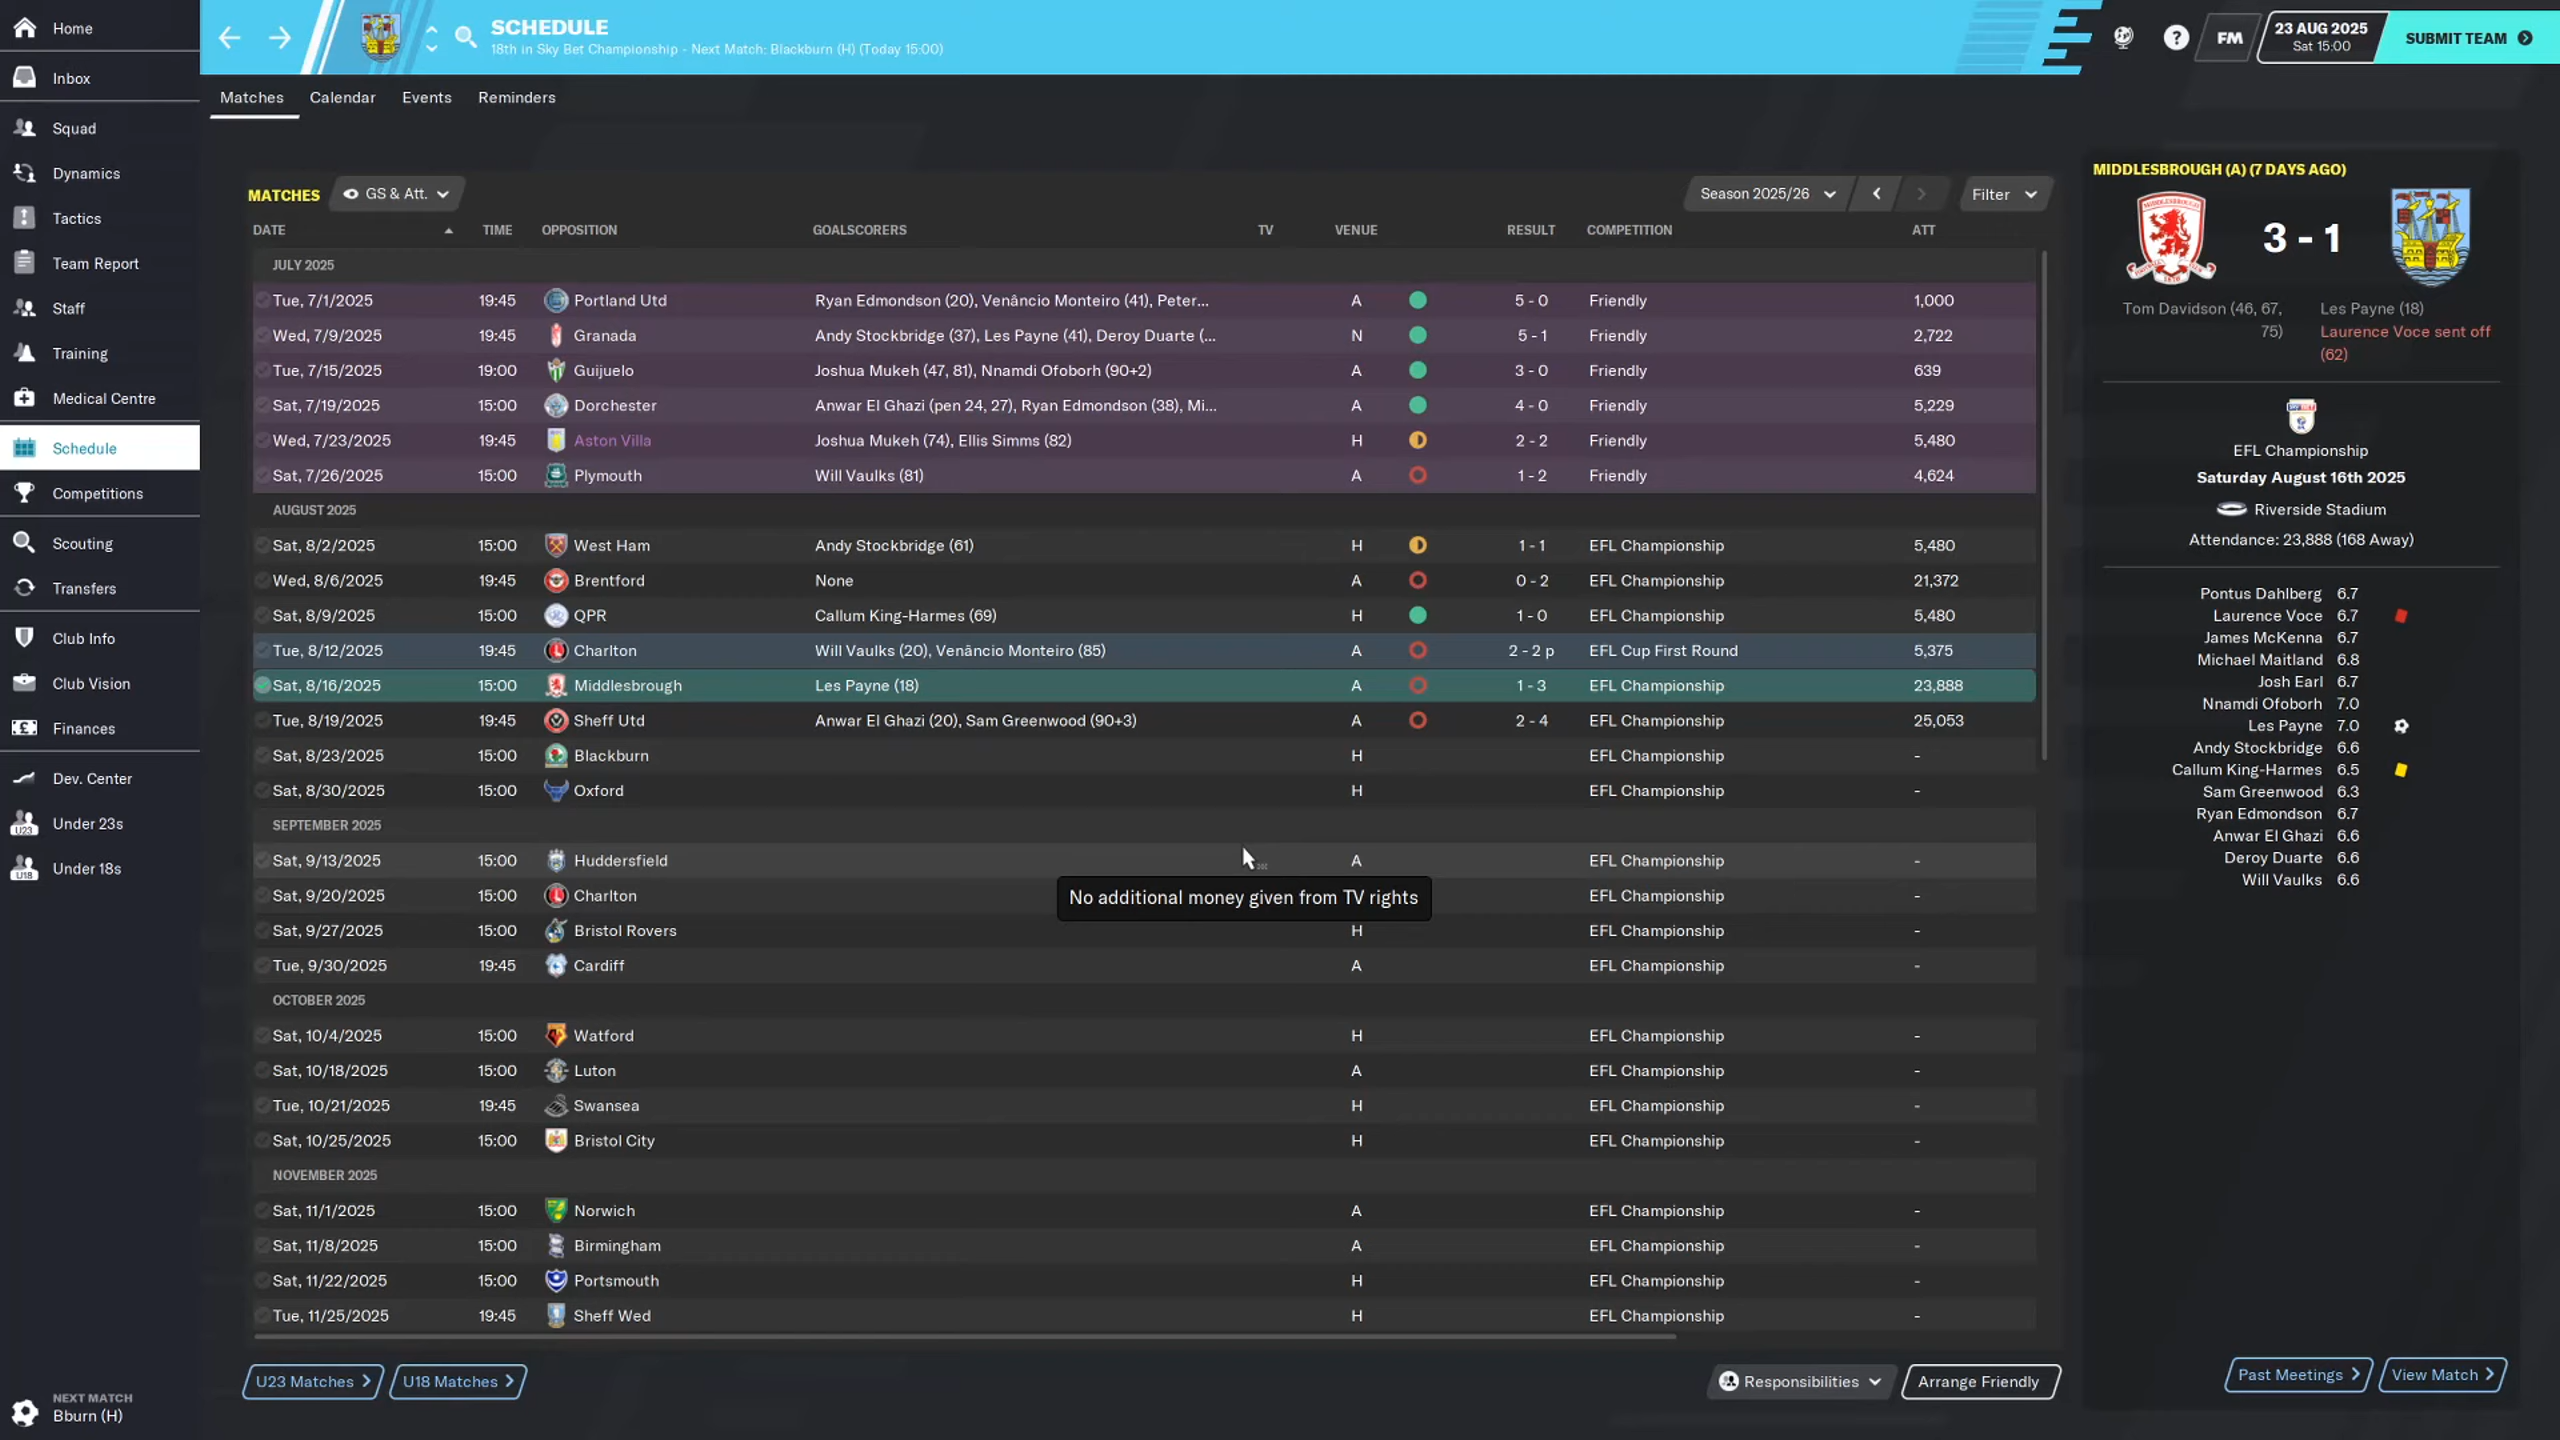 Home
Inbox
Squad
Dynamics
Tactics
Team Report
Staff
Training
Medical Centre
Schedule
Competitions
Scouting
Transfers
Club Info
Club Vision
Finances
Dev. Center
U23 Under 23s
U18 Under 18s
NEXT MATCH
Bburn (H)
SCHEDULE
18th in Sky Bet Championship - Next Match: Blackburn (H) (Today 15:00)
FM
23 AUG 2025
Sat 15:00
SUBMIT TEAM
Matches Calendar Events Reminders
MATCHES GS & Att. Season 2025/26 Filter
DATE TIME OPPOSITION GOALSCORERS TV VENUE RESULT COMPETITION ATT
JULY 2025
Tue, 7/1/2025 19:45 Portland Utd Ryan Edmondson (20), Venâncio Monteiro (41), Peter... A 5 - 0 Friendly 1,000
Wed, 7/9/2025 19:45 Granada Andy Stockbridge (37), Les Payne (41), Deroy Duarte (... N 5 - 1 Friendly 2,722
Tue, 7/15/2025 19:00 Guijuelo Joshua Mukeh (47, 81), Nnamdi Ofoborh (90+2) A 3 - 0 Friendly 639
Sat, 7/19/2025 15:00 Dorchester Anwar El Ghazi (pen 24, 27), Ryan Edmondson (38), Mi... A 4 - 0 Friendly 5,229
Wed, 7/23/2025 19:45 Aston Villa Joshua Mukeh (74), Ellis Simms (82) H 2 - 2 Friendly 5,480
Sat, 7/26/2025 15:00 Plymouth Will Vaulks (81) A 1 - 2 Friendly 4,624
AUGUST 2025
Sat, 8/2/2025 15:00 West Ham Andy Stockbridge (61) H 1 - 1 EFL Championship 5,480
Wed, 8/6/2025 19:45 Brentford None A 0 - 2 EFL Championship 21,372
Sat, 8/9/2025 15:00 QPR Callum King-Harmes (69) H 1 - 0 EFL Championship 5,480
Tue, 8/12/2025 19:45 Charlton Will Vaulks (20), Venâncio Monteiro (85) A 2 - 2 p EFL Cup First Round 5,375
Sat, 8/16/2025 15:00 Middlesbrough Les Payne (18) A 1 - 3 EFL Championship 23,888
Tue, 8/19/2025 19:45 Sheff Utd Anwar El Ghazi (20), Sam Greenwood (90+3) A 2 - 4 EFL Championship 25,053
Sat, 8/23/2025 15:00 Blackburn H EFL Championship -
Sat, 8/30/2025 15:00 Oxford H EFL Championship -
SEPTEMBER 2025
Sat, 9/13/2025 15:00 Huddersfield A EFL Championship -
No additional money given from TV rights
Sat, 9/20/2025 15:00 Charlton EFL Championship -
Sat, 9/27/2025 15:00 Bristol Rovers H EFL Championship -
Tue, 9/30/2025 19:45 Cardiff A EFL Championship -
OCTOBER 2025
Sat, 10/4/2025 15:00 Watford H EFL Championship -
Sat, 10/18/2025 15:00 Luton A EFL Championship -
Tue, 10/21/2025 19:45 Swansea H EFL Championship -
Sat, 10/25/2025 15:00 Bristol City H EFL Championship -
NOVEMBER 2025
Sat, 11/1/2025 15:00 Norwich A EFL Championship -
Sat, 11/8/2025 15:00 Birmingham A EFL Championship -
Sat, 11/22/2025 15:00 Portsmouth H EFL Championship -
Tue, 11/25/2025 19:45 Sheff Wed H EFL Championship -
U23 Matches U18 Matches Responsibilities Arrange Friendly
MIDDLESBROUGH (A) (7 DAYS AGO)
3 - 1
Tom Davidson (46, 67,
75)
Les Payne (18)
Laurence Voce sent off
(62)
EFL Championship
Saturday August 16th 2025
Riverside Stadium
Attendance: 23,888 (168 Away)
Pontus Dahlberg 6.7
Laurence Voce 6.7
James McKenna 6.7
Michael Maitland 6.8
Josh Earl 6.7
Nnamdi Ofoborh 7.0
Les Payne 7.0
Andy Stockbridge 6.6
Callum King-Harmes 6.5
Sam Greenwood 6.3
Ryan Edmondson 6.7
Anwar El Ghazi 6.6
Deroy Duarte 6.6
Will Vaulks 6.6
Past Meetings View Match